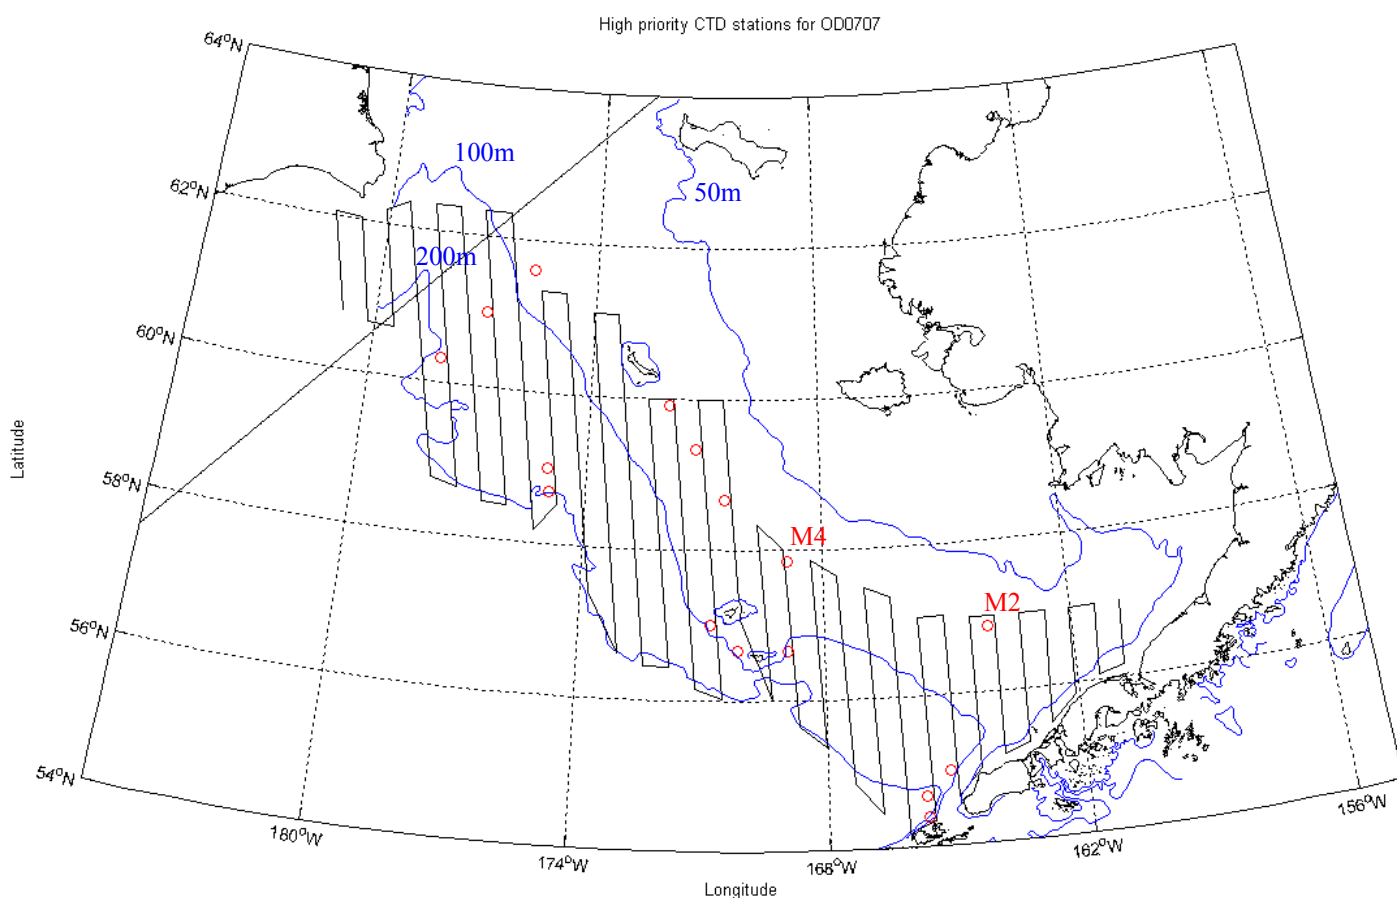 High priority CTD stations for OD0707
64°N
100m
50m
62°N
200m
60°N
Latitude
58°N
M4
M2
56°N
54°N
180°W
174°W
168°W
162°W
156°W
Longitude